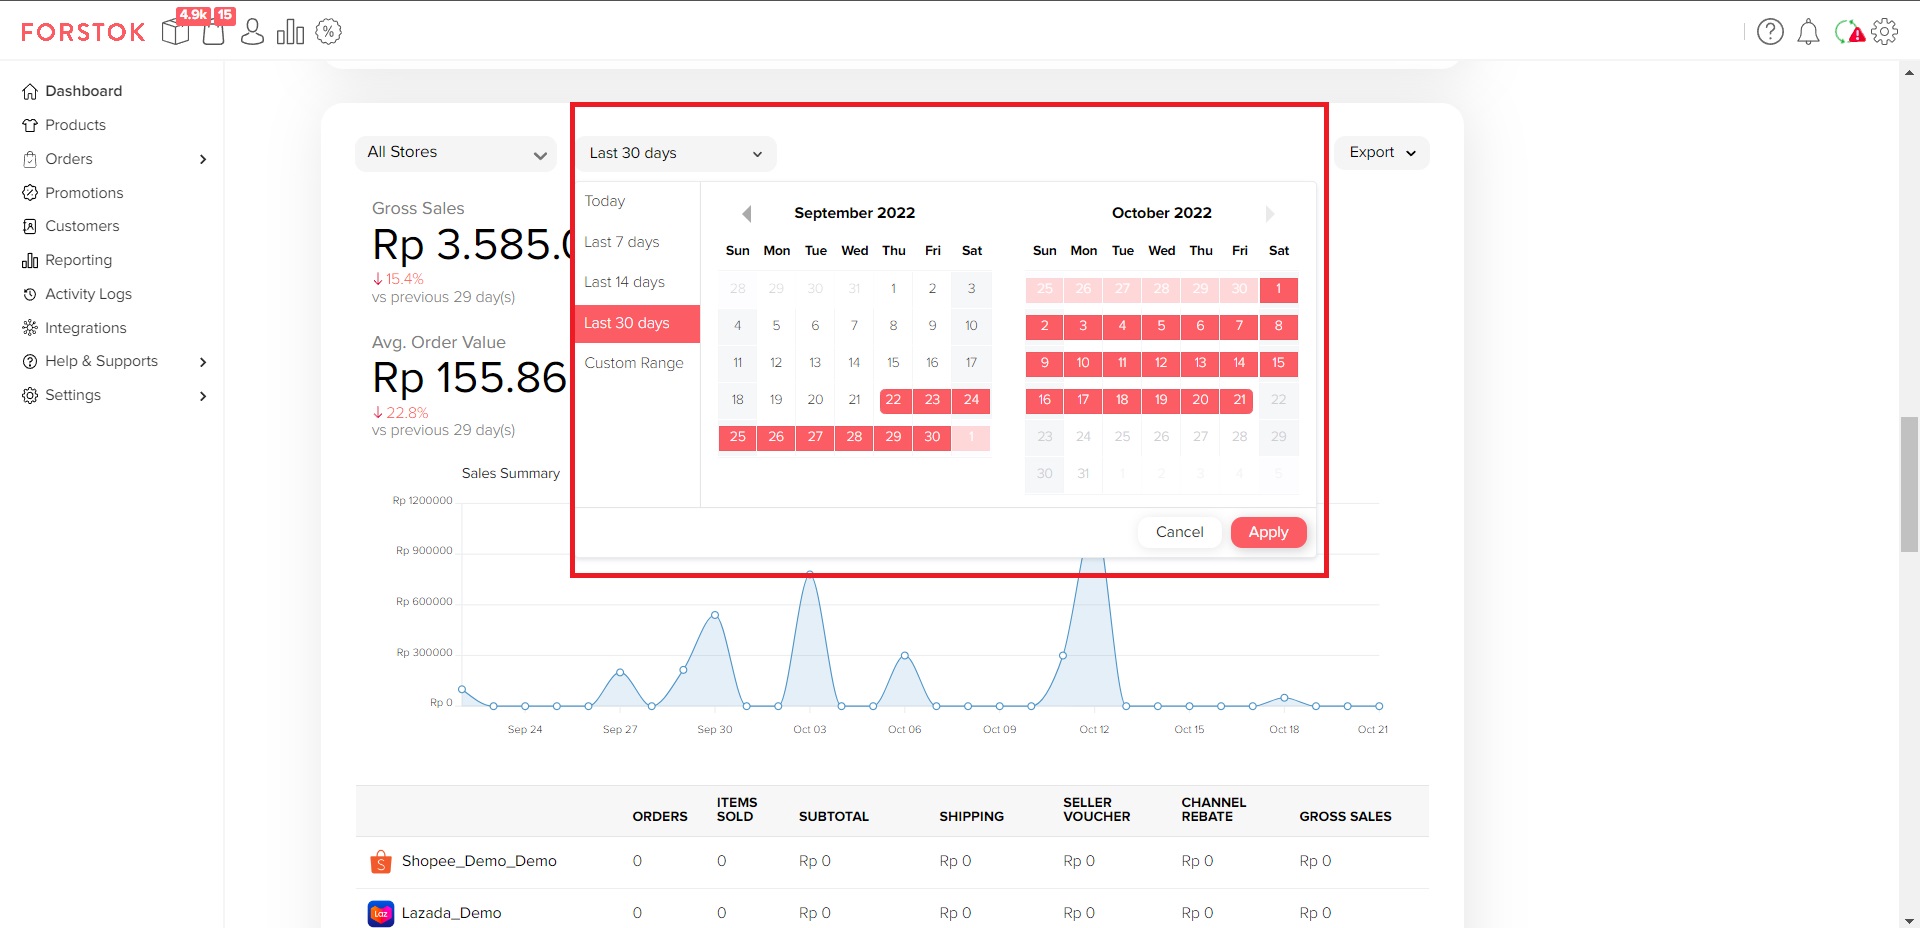 FORSTOK 4.9k 15
Dashboard
Products
Orders
Promotions
Customers
Reporting
Activity Logs
Integrations
Help & Supports
Settings
All Stores
Last 30 days
Export
Gross Sales
Rp 3.585.
15.4%
vs previous 29 day(s)
Avg. Order Value
Rp 155.86
22.8%
vs previous 29 day(s)
Today
Last 7 days
Last 14 days
Last 30 days
Custom Range
September 2022
Sun Mon Tue Wed Thu Fri Sat
28 29 30 31 1 2 3
4 5 6 7 8 9 10
11 12 13 14 15 16 17
18 19 20 21 22 23 24
25 26 27 28 29 30 1
October 2022
Sun Mon Tue Wed Thu Fri Sat
25 26 27 28 29 30 1
2 3 4 5 6 7 8
9 10 11 12 13 14 15
16 17 18 19 20 21 22
23 24 25 26 27 28 29
30 31 1 2 3 4 5
Cancel Apply
Sales Summary
Rp 1200000
Rp 900000
Rp 600000
Rp 300000
Rp 0
Sep 24 Sep 27 Sep 30 Oct 03 Oct 06 Oct 09 Oct 12 Oct 15 Oct 18 Oct 21
ORDERS ITEMS SOLD SUBTOTAL SHIPPING SELLER VOUCHER CHANNEL REBATE GROSS SALES
Shopee_Demo_Demo 0 0 Rp 0 Rp 0 Rp 0 Rp 0 Rp 0
Lazada_Demo 0 0 Rp 0 Rp 0 Rp 0 Rp 0 Rp 0